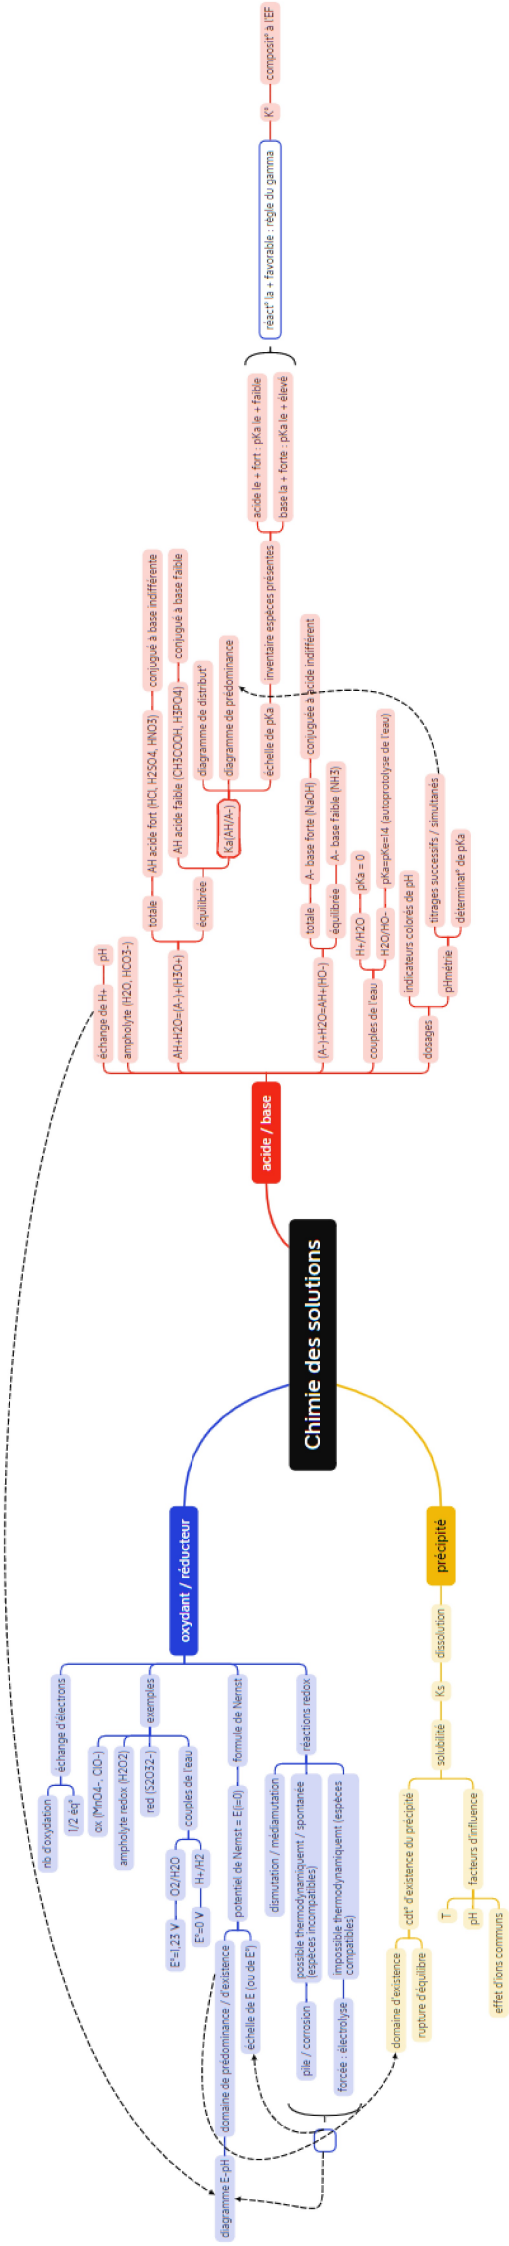 Chimie des solutions
acide / base
échange de H+
pH
ampholyte (H2O, HCO3-)
AH+H2O=(A-)+(H3O+)
totale
AH acide fort (HCl, H2SO4, HNO3)
conjugué à base indifférente
équilibrée
AH acide faible (CH3COOH, H3PO4)
conjugué à base faible
Ka(AH/A-)
diagramme de distribut°
diagramme de prédominance
échelle de pKa
inventaire espèces présentes
acide le + fort : pKa le + faible
base la + forte : pKa le + élevé
réact° la + favorable : règle du gamma
K°
composit° à l'EF
(A-)+H2O=AH+(HO-)
totale
A- base forte (NaOH)
conjuguée à acide indifférent
équilibrée
A- base faible (NH3)
couples de l'eau
H+/H2O
pKa = 0
H2O/HO-
pKa=pKe=14 (autoprotolyse de l'eau)
dosages
indicateurs colorés de pH
pHmétrie
titrages successifs / simultanés
déterminat° de pKa
oxydant / réducteur
échange d'électrons
nb d'oxydation
1/2 éq°
exemples
ox (MnO4-, ClO-)
ampholyte redox (H2O2)
red (S2O32-)
couples de l'eau
O2/H2O
E°=1,23 V
H+/H2
E°=0 V
formule de Nernst
potentiel de Nernst = E(i=0)
domaine de prédominance / d'existence
diagramme E-pH
échelle de E (ou de E°)
réactions redox
dismutation / médiamutation
possible thermodynamiquemt / spontanée
(espèces incompatibles)
pile / corrosion
impossible thermodynamiquemt (espèces
compatibles)
forcée : électrolyse
précipité
dissolution
Ks
solubilité
cdt° d'existence du précipité
domaine d'existence
rupture d'équilibre
facteurs d'influence
T
pH
effet d'ions communs